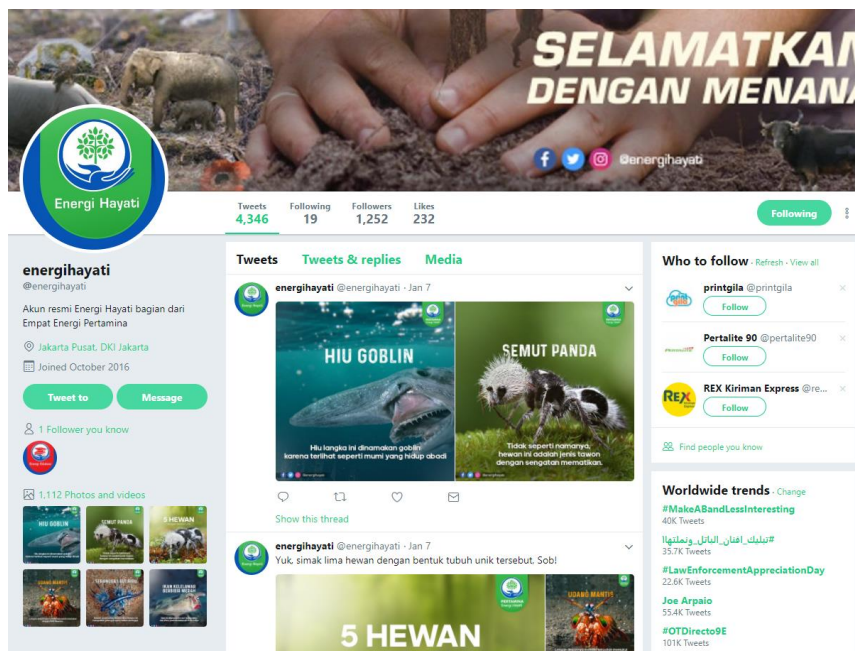 SELAMATKAN
DENGAN MENANA
@energihayati
Energi Hayati
Tweets
4,346
Following
19
Followers
1,252
Likes
232
Following
energihayati
@energihayati
Akun resmi Energi Hayati bagian dari
Empat Energi Pertamina
Jakarta Pusat, DKI Jakarta
Joined October 2016
Tweet to
Message
1 Follower you know
1,112 Photos and videos
HIU GOBLIN
SEMUT PANDA
5 HEWAN
UDANG MANTIS
Tweets
Tweets & replies
Media
energihayati @energihayati · Jan 7
HIU GOBLIN
Hiu langka ini dinamakan goblin
karena terlihat seperti mumi yang hidup abadi
SEMUT PANDA
Tidak seperti namanya,
hewan ini adalah jenis tawon
dengan sengatan mematikan.
Show this thread
energihayati @energihayati · Jan 7
Yuk, simak lima hewan dengan bentuk tubuh unik tersebut, Sob!
5 HEWAN
UDANG MANTIS
Who to follow · Refresh · View all
printgila @printgila
Follow
Pertalite 90 @pertalite90
Follow
REX
REX Kiriman Express @re...
Follow
Find people you know
Worldwide trends · Change
#MakeABandLessInteresting
40K Tweets
35.7K Tweets
#LawEnforcementAppreciationDay
22.6K Tweets
Joe Arpaio
55.4K Tweets
#OTDirecto9E
101K Tweets